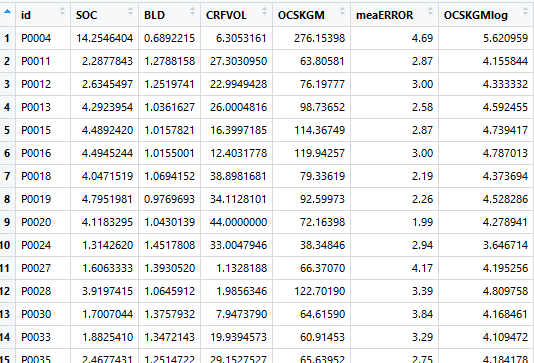 id SOC BLD CRFVOL OCSKGM meaERROR OCSKGMlog
1 P0004 14.2546404 0.6892215 6.3053161 276.15398 4.69 5.620959
2 P0011 2.2877843 1.2788158 27.3030950 63.80581 2.87 4.155844
3 P0012 2.6345497 1.2519741 22.9949428 76.19777 3.00 4.333332
4 P0013 4.2923954 1.0361627 26.0004816 98.73652 2.58 4.592455
5 P0015 4.4892420 1.0157821 16.3997185 114.36749 2.87 4.739417
6 P0016 4.4945244 1.0155001 12.4031778 119.94257 3.00 4.787013
7 P0018 4.0471519 1.0694152 38.8981681 79.33619 2.19 4.373694
8 P0019 4.7951981 0.9769693 34.1128101 92.59973 2.26 4.528286
9 P0020 4.1183295 1.0430139 44.0000000 72.16398 1.99 4.278941
10 P0024 1.3142620 1.4517808 33.0047946 38.34846 2.94 3.646714
11 P0027 1.6063333 1.3930520 1.1328188 66.37070 4.17 4.195256
12 P0028 3.9197415 1.0645912 1.9856346 122.70190 3.39 4.809758
13 P0030 1.7007044 1.3757932 7.9473790 64.61590 3.84 4.168461
14 P0033 1.8825410 1.3472143 19.9394573 60.91453 3.29 4.109472
15 P0035 2.4677431 1.2514722 29.1527527 65.63952 2.75 4.184178